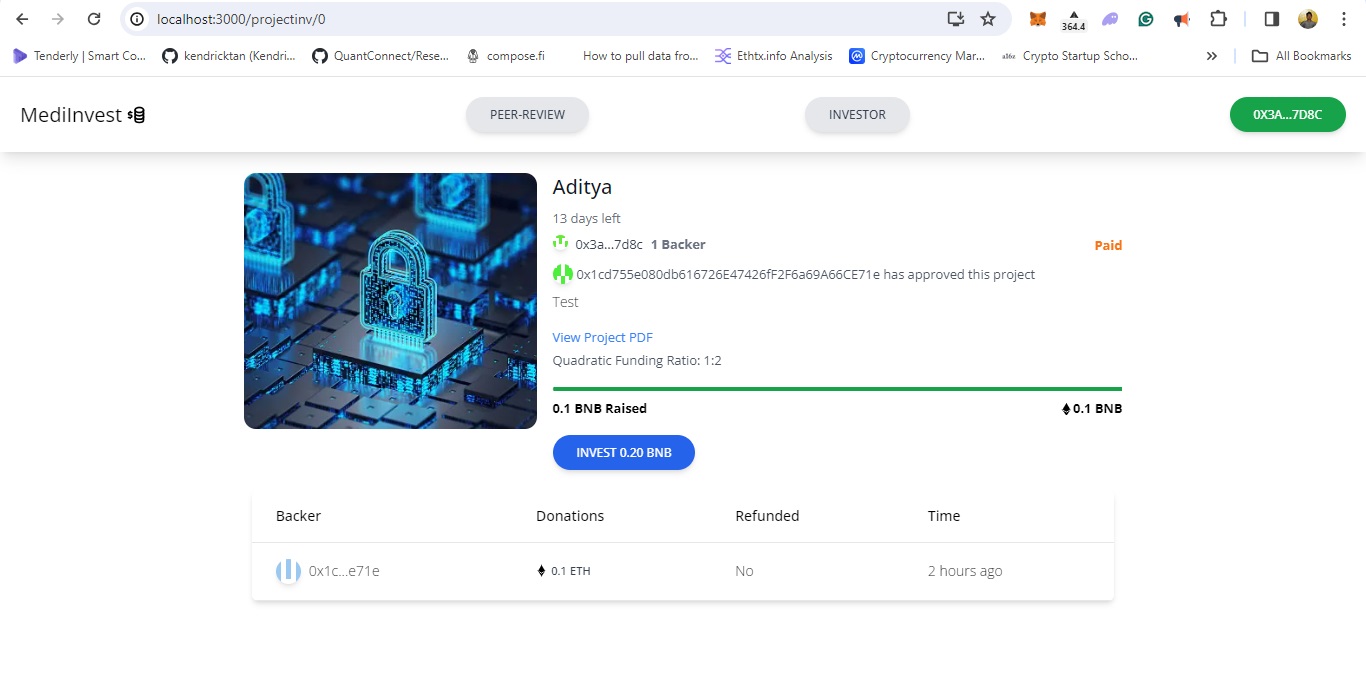 localhost:3000/projectinv/0
364.4
Tenderly | Smart Co... kendricktan (Kendri... QuantConnect/Rese... compose.fi How to pull data fro... Ethtx.info Analysis Cryptocurrency Mar... a16z Crypto Startup Scho... » All Bookmarks
MediInvest PEER-REVIEW INVESTOR 0X3A...7D8C
Aditya
13 days left
0x3a...7d8c 1 Backer Paid
0x1cd755e080db616726E47426fF2F6a69A66CE71e has approved this project
Test
View Project PDF
Quadratic Funding Ratio: 1:2
0.1 BNB Raised 0.1 BNB
INVEST 0.20 BNB
Backer Donations Refunded Time
0x1c...e71e 0.1 ETH No 2 hours ago